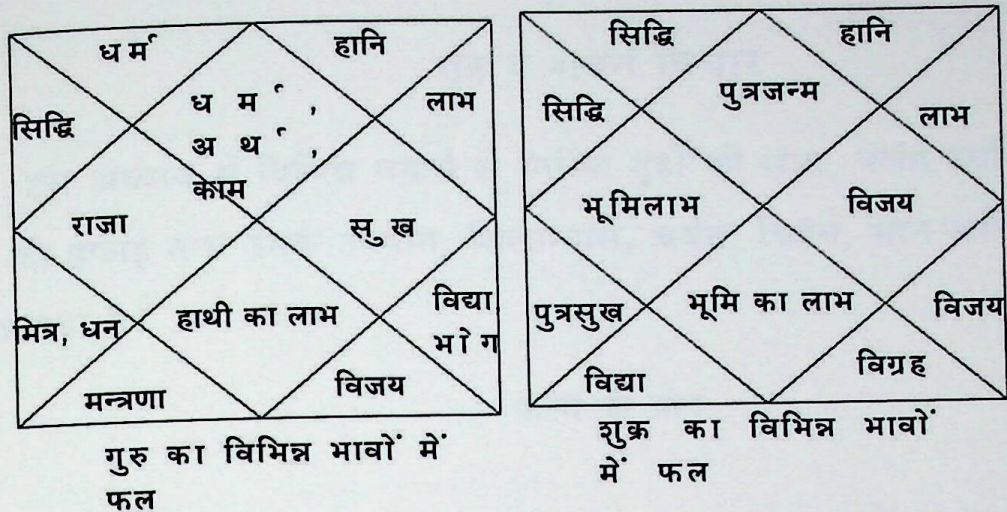 धर्म
हानि
सिद्धि
धर्म,
अर्थ,
काम
लाभ
राजा
सुख
मित्र, धन
हाथी का लाभ
विद्या
भोग
मन्त्रणा
विजय
गुरु का विभिन्न भावों में
फल
सिद्धि
हानि
सिद्धि
पुत्रजन्म
लाभ
भूमिलाभ
विजय
पुत्रसुख
भूमि का लाभ
विजय
विद्या
विग्रह
शुक्र का विभिन्न भावों
में फल